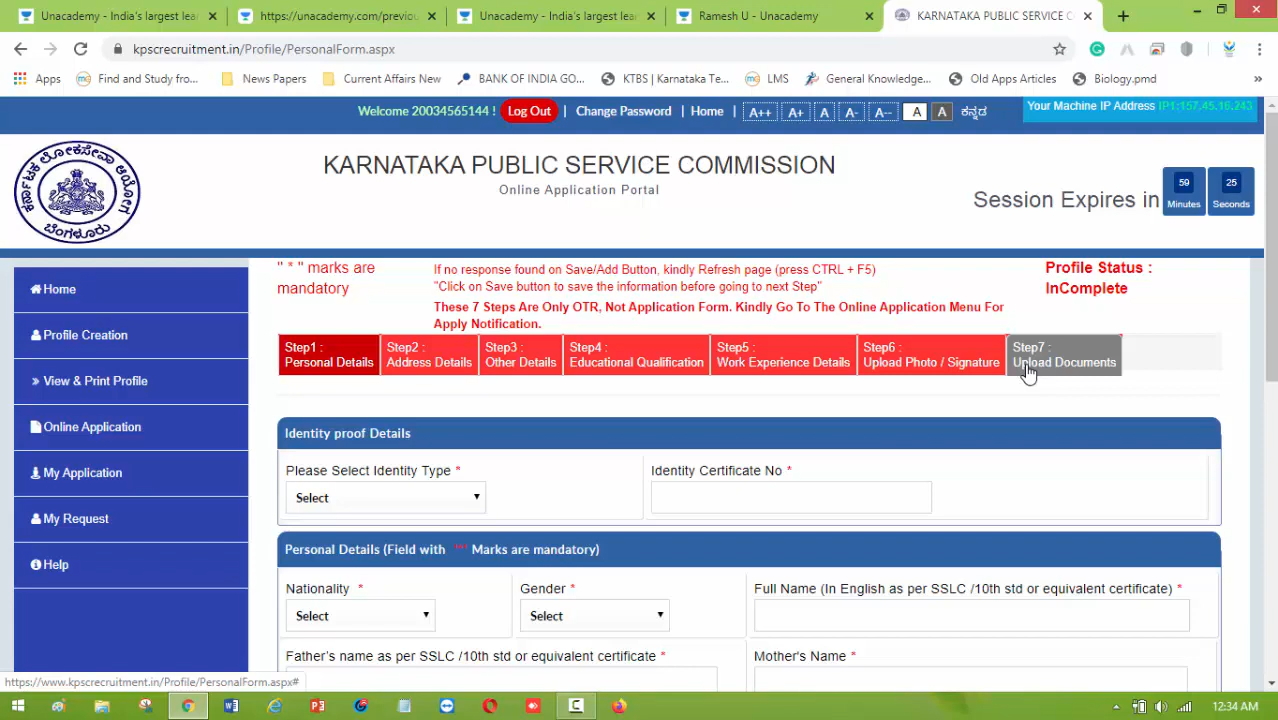 Unacademy - India's largest lea
https://unacademy.com/previou
Unacademy - India's largest lea
Ramesh U - Unacademy
KARNATAKA PUBLIC SERVICE C
kpscrecruitment.in/Profile/PersonalForm.aspx
Apps
Find and Study fro...
News Papers
Current Affairs New
BANK OF INDIA GO...
KTBS | Karnataka Te...
LMS
General Knowledge...
Old Apps Articles
Biology.pmd
»
Welcome 20034565144 ! Log Out | Change Password | Home | A++ A+ A A- A-- A A ಕನ್ನಡ
Your Machine IP Address IP1:157.45.16.243
KARNATAKA PUBLIC SERVICE COMMISSION
Online Application Portal
ಕರ್ನಾಟಕ ಲೋಕಸೇವಾ ಆಯೋಗ
ಬೆಂಗಳೂರು
Session Expires in
59 Minutes
25 Seconds
Home
Profile Creation
» View & Print Profile
Online Application
My Application
My Request
Help
" * " marks are
mandatory
If no response found on Save/Add Button, kindly Refresh page (press CTRL + F5)
"Click on Save button to save the information before going to next Step"
These 7 Steps Are Only OTR, Not Application Form. Kindly Go To The Online Application Menu For
Apply Notification.
Profile Status :
InComplete
Step1 :
Personal Details
Step2 :
Address Details
Step3 :
Other Details
Step4 :
Educational Qualification
Step5 :
Work Experience Details
Step6 :
Upload Photo / Signature
Step7 :
Upload Documents
Identity proof Details
Please Select Identity Type *
Select
Identity Certificate No *
Personal Details (Field with "*" Marks are mandatory)
Nationality *
Select
Gender *
Select
Full Name (In English as per SSLC /10th std or equivalent certificate) *
Father's name as per SSLC /10th std or equivalent certificate *
Mother's Name *
https://www.kpscrecruitment.in/Profile/PersonalForm.aspx#
12:34 AM